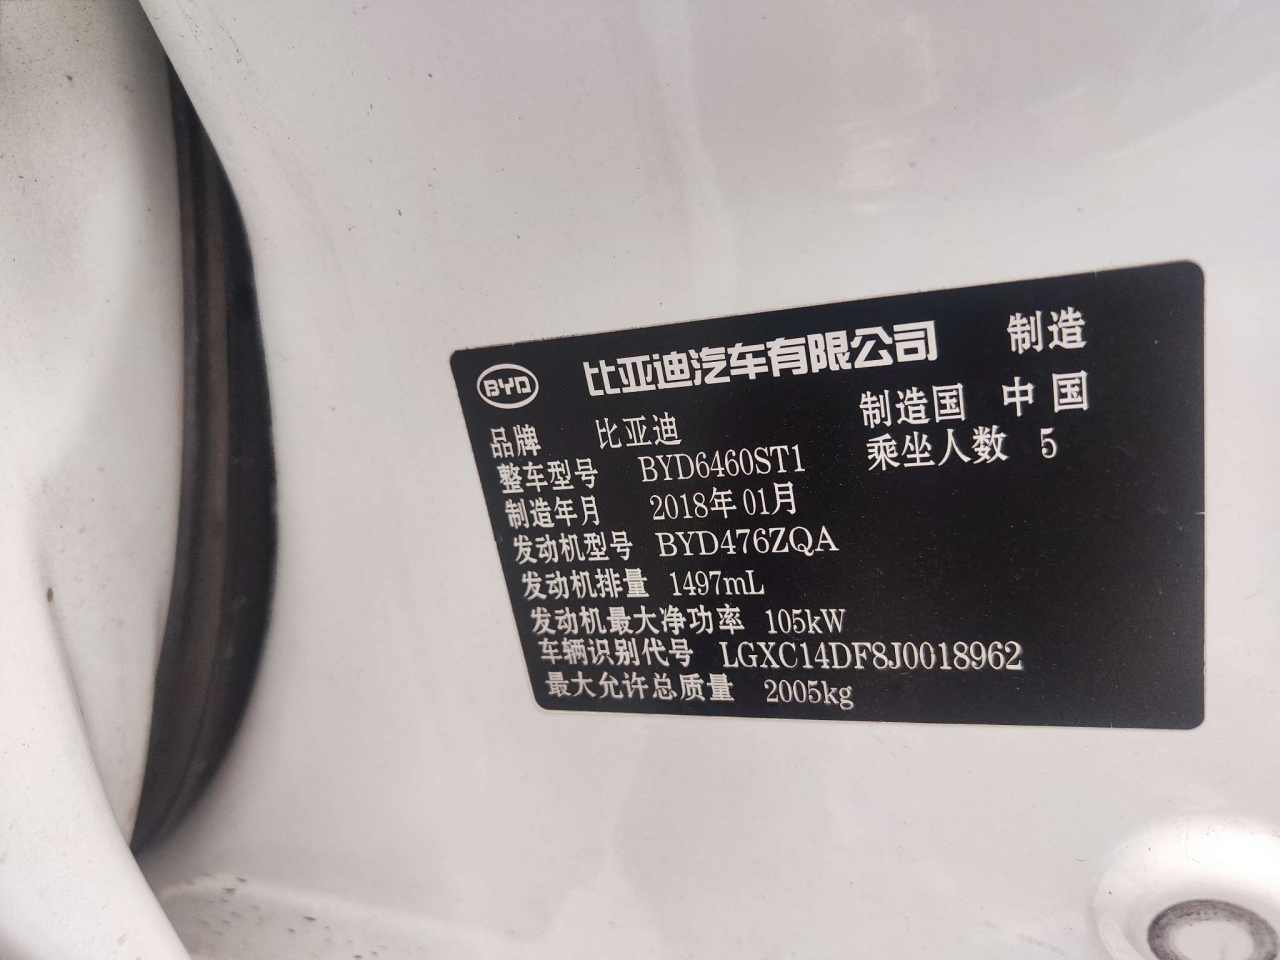 BYD 比亚迪汽车有限公司 制造
品牌 比亚迪 制造国 中国
整车型号 BYD6460ST1 乘坐人数 5
制造年月 2018年01月
发动机型号 BYD476ZQA
发动机排量 1497mL
发动机最大净功率 105kW
车辆识别代号 LGXC14DF8J0018962
最大允许总质量 2005kg